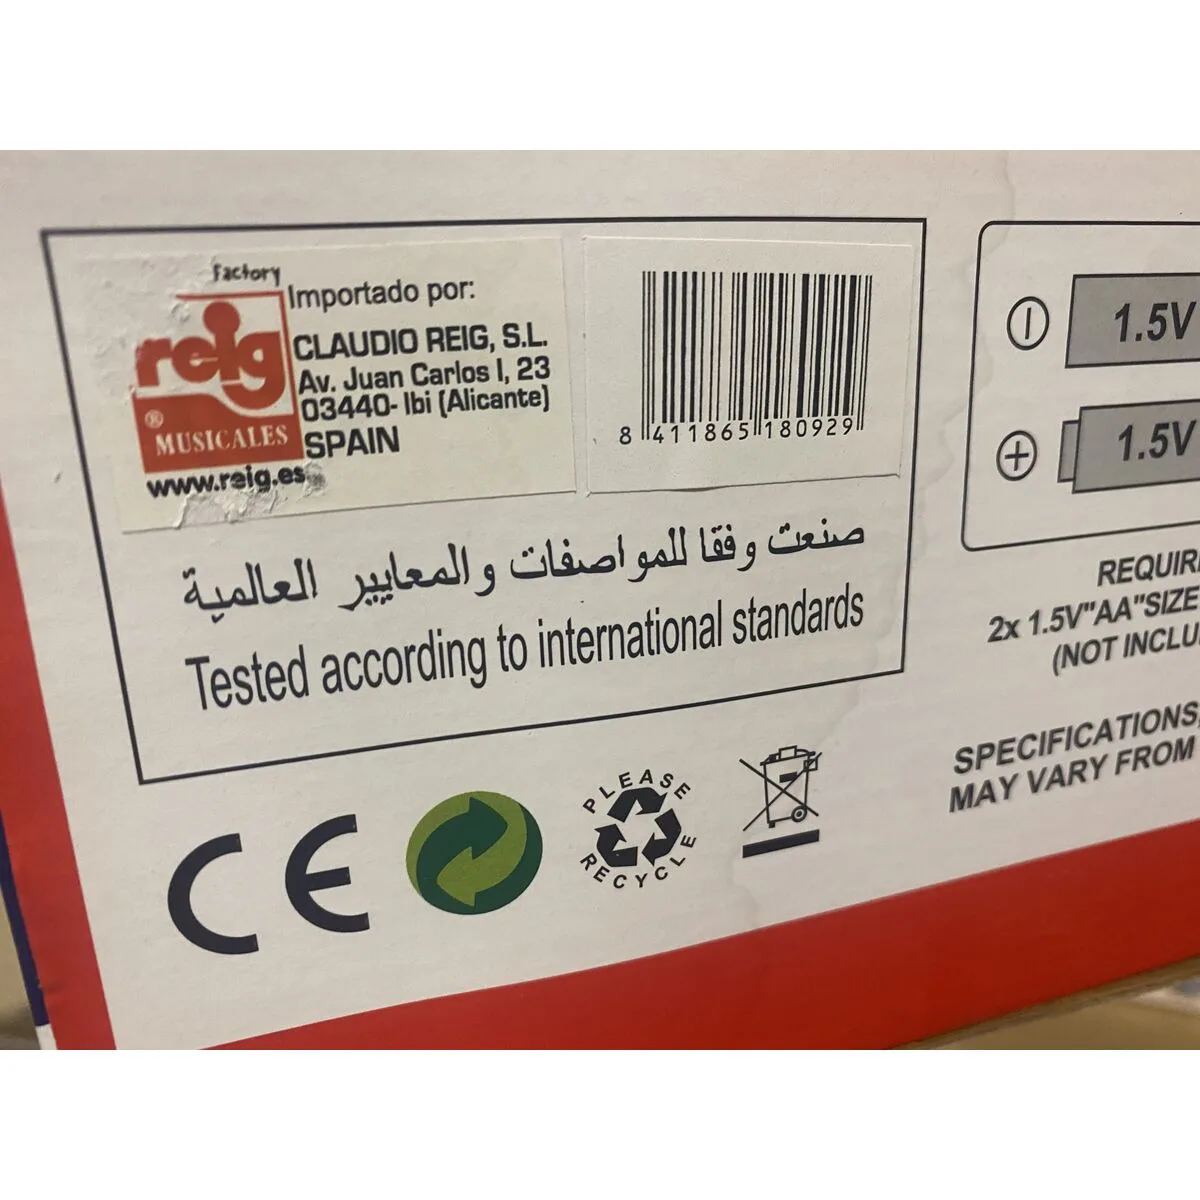 Factory
reig
®
MUSICALES
www.reig.es
Importado por:
CLAUDIO REIG, S.L.
Av. Juan Carlos I, 23
03440- Ibi (Alicante)
SPAIN
8 411865 180929
صنعت وفقا للمواصفات والمعايير العالمية
Tested according to international standards
CE
PLEASE
RECYCLE
1.5V
1.5V
2x 1.5V"AA"SIZE
(NOT
SPECIFICATIONS,
MAY VARY FROM